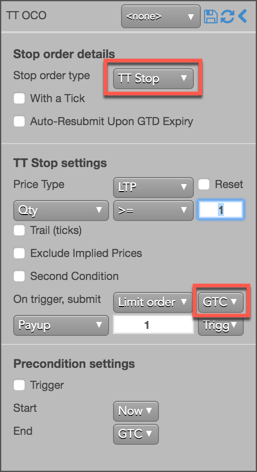 TT OCO <none>
Stop order details
Stop order type TT Stop
With a Tick
Auto-Resubmit Upon GTD Expiry
TT Stop settings
Price Type LTP Reset
Qty >= 1
Trail (ticks)
Exclude Implied Prices
Second Condition
On trigger, submit Limit order GTC
Payup 1 Trigg
Precondition settings
Trigger
Start Now
End GTC